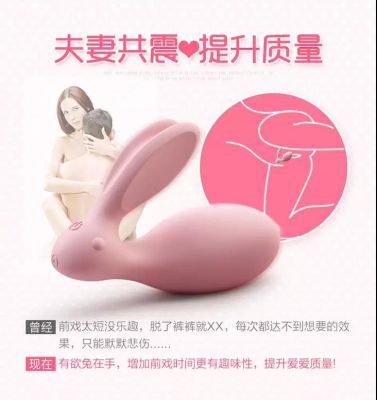 夫妻共震❤提升质量
曾经 前戏太短没乐趣，脱了裤裤就XX，每次都达不到想要的效
果，只能默默悲伤……
现在 有欲兔在手，增加前戏时间更有趣味性，提升爱爱质量!